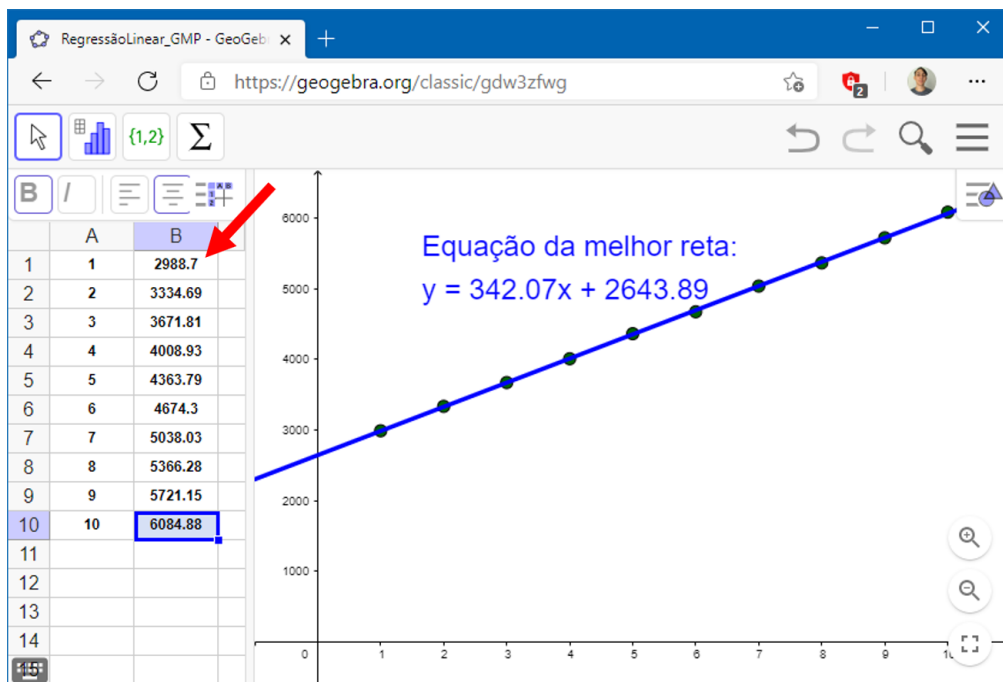 RegressãoLinear_GMP - GeoGeb
https://geogebra.org/classic/gdw3zfwg
2
{1,2}
Σ
B I
A B
1 1 2988.7
2 2 3334.69
3 3 3671.81
4 4 4008.93
5 5 4363.79
6 6 4674.3
7 7 5038.03
8 8 5366.28
9 9 5721.15
10 10 6084.88
11
12
13
14
15
Equação da melhor reta:
y = 342.07x + 2643.89
6000
5000
4000
3000
2000
1000
0 1 2 3 4 5 6 7 8 9 10